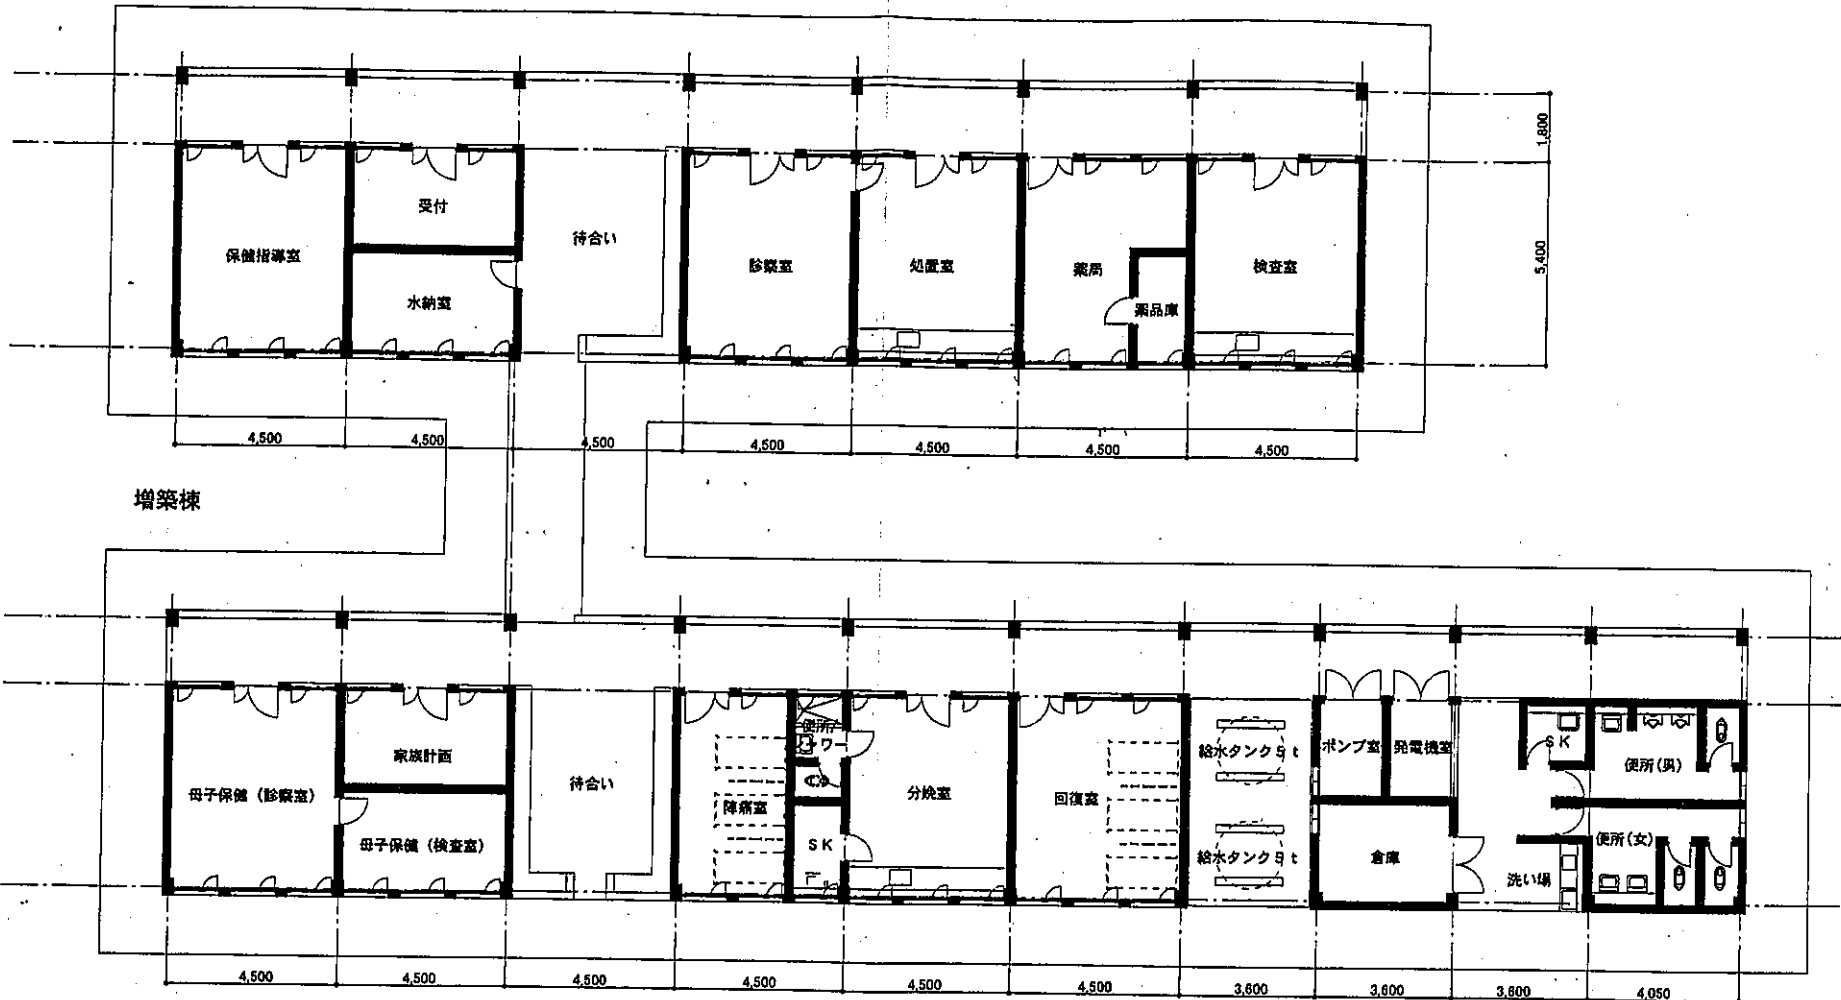 1,800
受付
待合い
保健指導室
診察室
処置室
薬局
検査室
5,400
水納室
薬品庫
4,500
4,500
4,500
4,500
4,500
4,500
4,500
増築棟
便所
シャワー
SK
給水タンク5t
ポンプ室
発電機室
家族計画
便所(男)
待合い
母子保健(診察室)
分娩室
回復室
陣痛室
便所(女)
母子保健(検査室)
SK
給水タンク5t
倉庫
洗い場
4,500
4,500
4,500
4,500
4,500
4,500
3,600
3,600
3,600
4,050